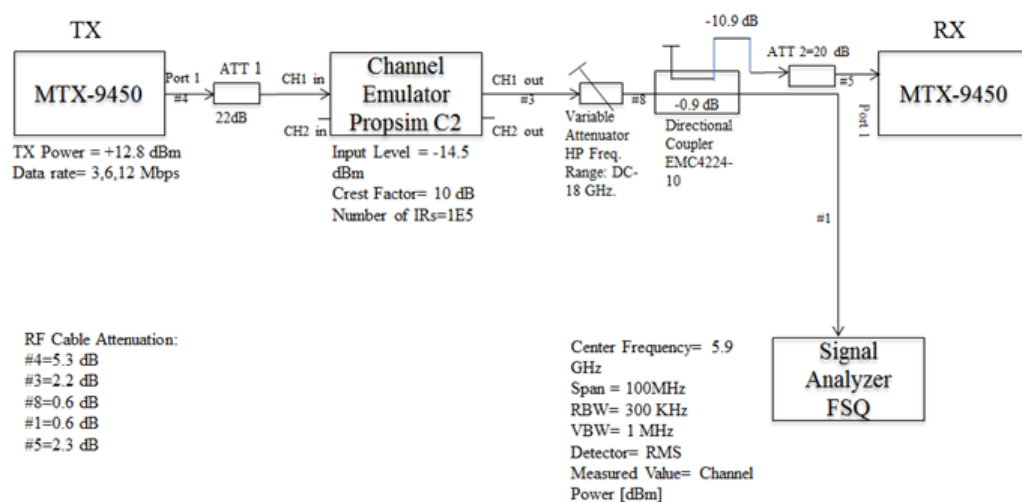 TX
-10.9 dB
RX
ATT 2=20 dB
MTX-9450
Port 1
#4
ATT 1
22dB
CH1 in
CH2 in
Channel
Emulator
Propsim C2
CH1 out
#3
CH2 out
#8
-0.9 dB
#5
Port 1
MTX-9450
TX Power = +12.8 dBm
Data rate= 3,6,12 Mbps
Input Level = -14.5
dBm
Crest Factor= 10 dB
Number of IRs=1E5
Variable
Attenuator
HP Freq.
Range: DC-
18 GHz.
Directional
Coupler
EMC4224-
10
#1
RF Cable Attenuation:
#4=5.3 dB
#3=2.2 dB
#8=0.6 dB
#1=0.6 dB
#5=2.3 dB
Center Frequency= 5.9
GHz
Span = 100MHz
RBW= 300 KHz
VBW= 1 MHz
Detector= RMS
Measured Value= Channel
Power [dBm]
Signal
Analyzer
FSQ